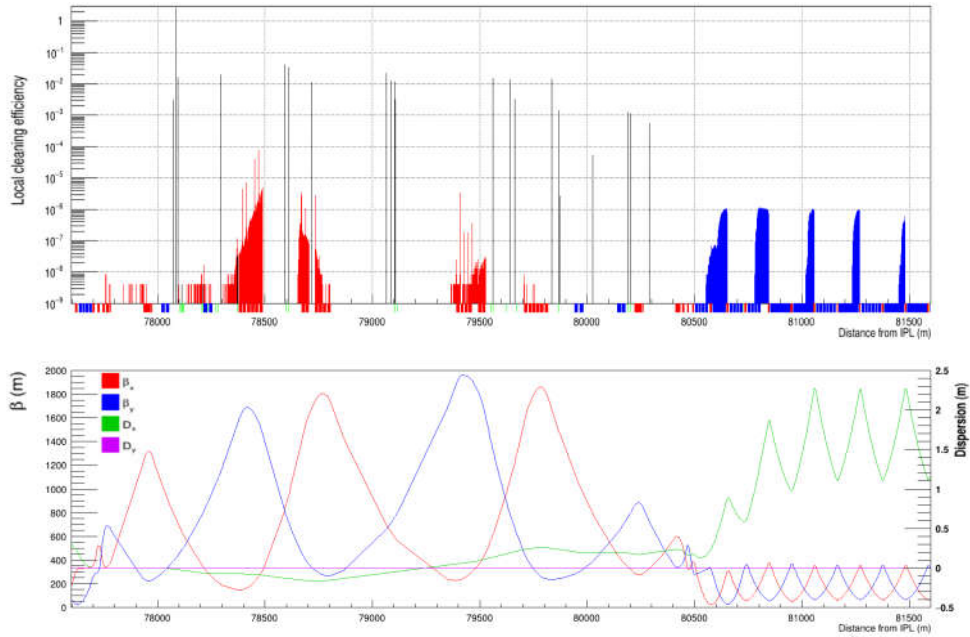 Local cleaning efficiency
1
10⁻¹
10⁻²
10⁻³
10⁻⁴
10⁻⁵
10⁻⁶
10⁻⁷
10⁻⁸
10⁻⁹
78000 78500 79000 79500 80000 80500 81000 81500
Distance from IPL (m)
β (m)
2000
1800
1600
1400
1200
1000
800
600
400
200
0
βₓ
βᵧ
Dₓ
Dᵧ
2.5
2
1.5
1
0.5
0
-0.5
Dispersion (m)
78000 78500 79000 79500 80000 80500 81000 81500
Distance from IPL (m)